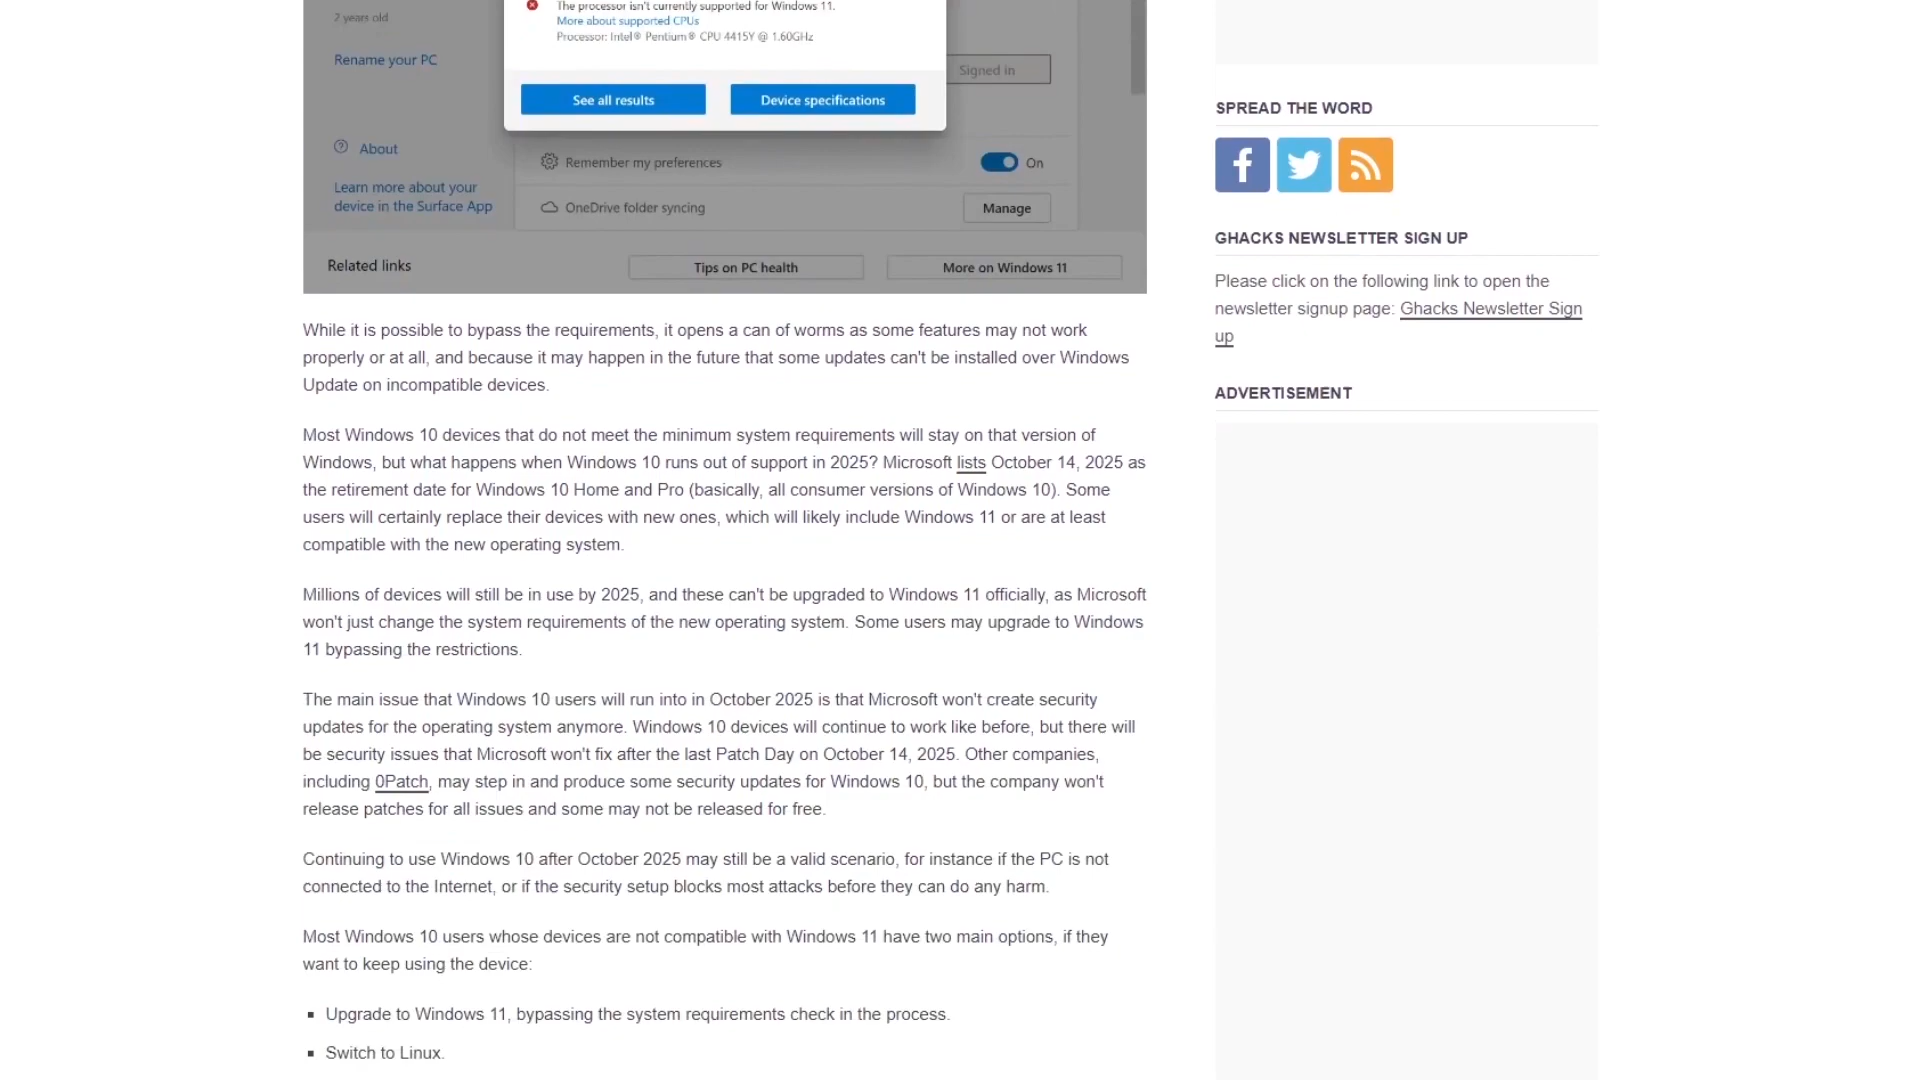 The processor isn't currently supported for Windows 11.
2 years old
More about supported CPUs
Processor: Intel® Pentium® CPU 4415Y @ 1.60GHz
Rename your PC
Signed in
See all results
Device specifications
About
Remember my preferences
On
Learn more about your
device in the Surface App
OneDrive folder syncing
Manage
Related links
Tips on PC health
More on Windows 11
While it is possible to bypass the requirements, it opens a can of worms as some features may not work
properly or at all, and because it may happen in the future that some updates can't be installed over Windows
Update on incompatible devices.
Most Windows 10 devices that do not meet the minimum system requirements will stay on that version of
Windows, but what happens when Windows 10 runs out of support in 2025? Microsoft lists October 14, 2025 as
the retirement date for Windows 10 Home and Pro (basically, all consumer versions of Windows 10). Some
users will certainly replace their devices with new ones, which will likely include Windows 11 or are at least
compatible with the new operating system.
Millions of devices will still be in use by 2025, and these can't be upgraded to Windows 11 officially, as Microsoft
won't just change the system requirements of the new operating system. Some users may upgrade to Windows
11 bypassing the restrictions.
The main issue that Windows 10 users will run into in October 2025 is that Microsoft won't create security
updates for the operating system anymore. Windows 10 devices will continue to work like before, but there will
be security issues that Microsoft won't fix after the last Patch Day on October 14, 2025. Other companies,
including 0Patch, may step in and produce some security updates for Windows 10, but the company won't
release patches for all issues and some may not be released for free.
Continuing to use Windows 10 after October 2025 may still be a valid scenario, for instance if the PC is not
connected to the Internet, or if the security setup blocks most attacks before they can do any harm.
Most Windows 10 users whose devices are not compatible with Windows 11 have two main options, if they
want to keep using the device:
Upgrade to Windows 11, bypassing the system requirements check in the process.
Switch to Linux.
SPREAD THE WORD
GHACKS NEWSLETTER SIGN UP
Please click on the following link to open the
newsletter signup page: Ghacks Newsletter Sign
up
ADVERTISEMENT